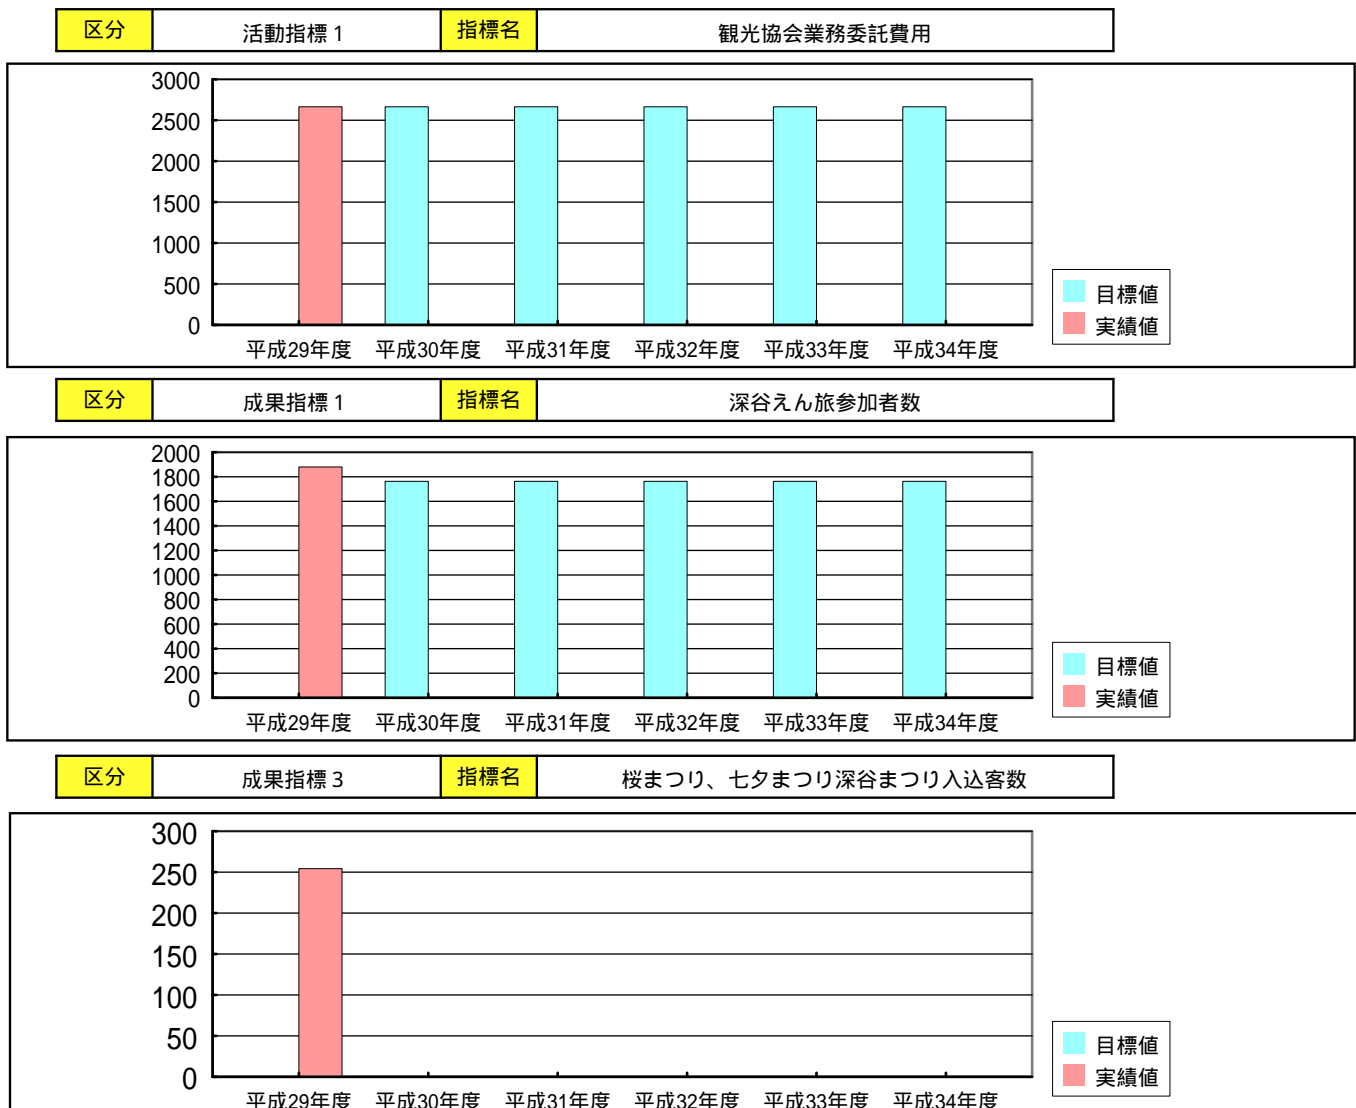 区分 活動指標1 指標名 観光協会業務委託費用
3000
2500
2000
1500
1000
500
0
平成29年度 平成30年度 平成31年度 平成32年度 平成33年度 平成34年度
目標値
実績値
区分 成果指標1 指標名 深谷えん旅参加者数
2000
1800
1600
1400
1200
1000
800
600
400
200
0
平成29年度 平成30年度 平成31年度 平成32年度 平成33年度 平成34年度
目標値
実績値
区分 成果指標3 指標名 桜まつり、七夕まつり深谷まつり入込客数
300
250
200
150
100
50
0
平成29年度 平成30年度 平成31年度 平成32年度 平成33年度 平成34年度
目標値
実績値